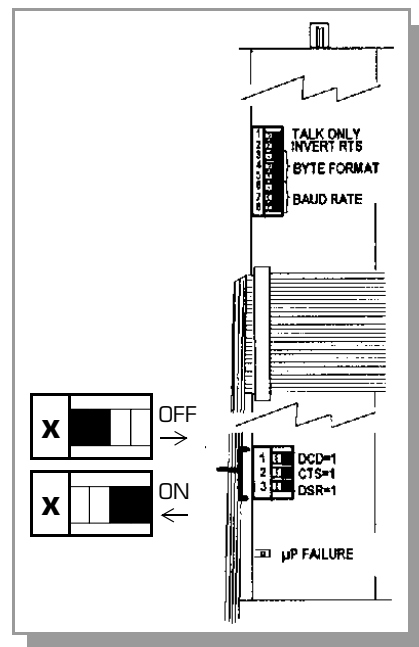 1 TALK ONLY
2 INVERT RTS
3
4 BYTE FORMAT
5
6
7 BAUD RATE
8
X OFF
X ON
1 DCD=1
2 CTS=1
3 DSR=1
µP FAILURE